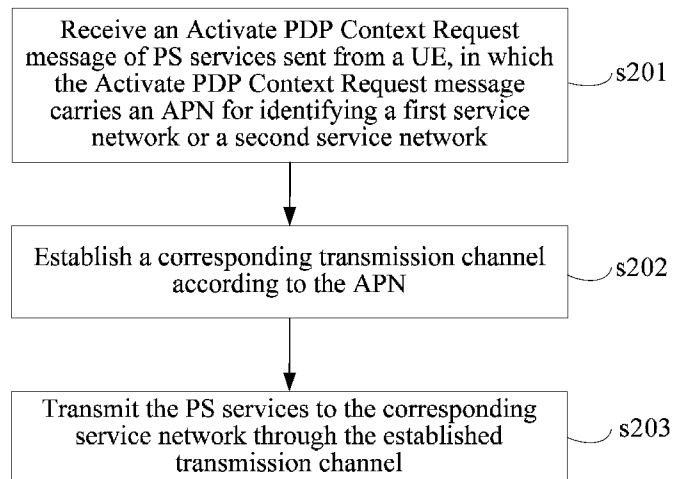 Receive an Activate PDP Context Request
message of PS services sent from a UE, in which
the Activate PDP Context Request message
carries an APN for identifying a first service
network or a second service network
s201
Establish a corresponding transmission channel
according to the APN
s202
Transmit the PS services to the corresponding
service network through the established
transmission channel
s203